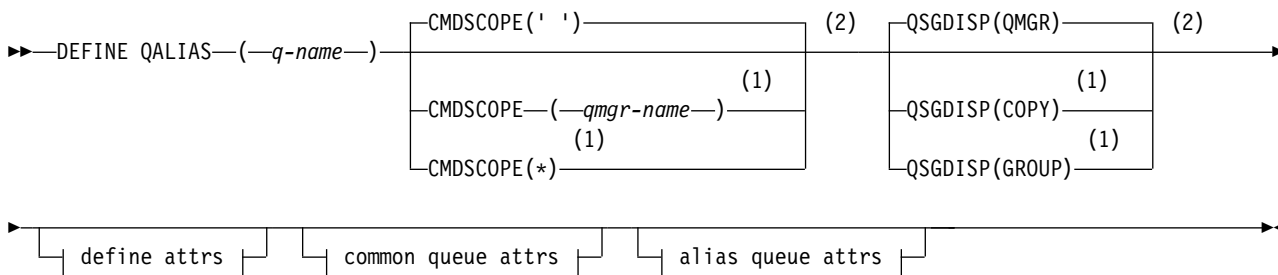 CMDSCOPE(' ') (2) QSGDISP(QMGR) (2)
DEFINE QALIAS ( q-name )
(1) (1)
CMDSCOPE ( qmgr-name ) QSGDISP(COPY)
(1) (1)
CMDSCOPE(*) QSGDISP(GROUP)
define attrs common queue attrs alias queue attrs